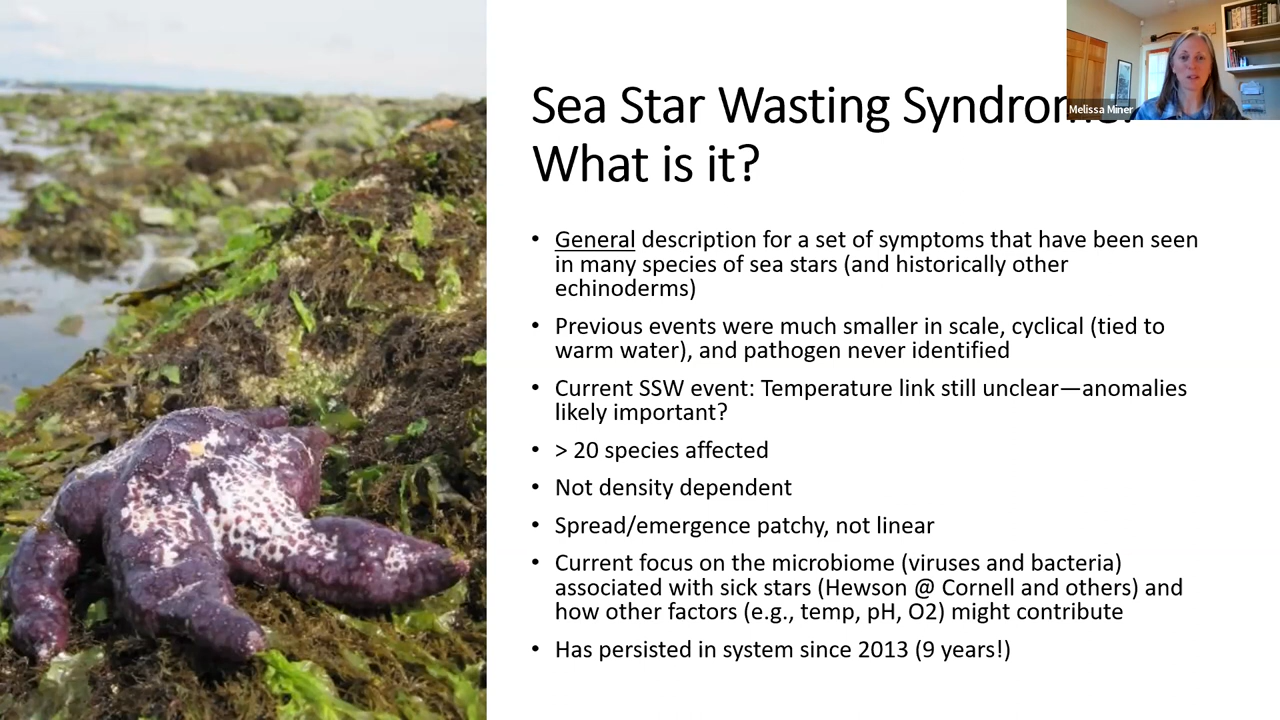 Sea Star Wasting Syndrom
Melissa Miner
What is it?
• General description for a set of symptoms that have been seen
in many species of sea stars (and historically other
echinoderms)
• Previous events were much smaller in scale, cyclical (tied to
warm water), and pathogen never identified
• Current SSW event: Temperature link still unclear—anomalies
likely important?
• > 20 species affected
• Not density dependent
• Spread/emergence patchy, not linear
• Current focus on the microbiome (viruses and bacteria)
associated with sick stars (Hewson @ Cornell and others) and
how other factors (e.g., temp, pH, O2) might contribute
• Has persisted in system since 2013 (9 years!)